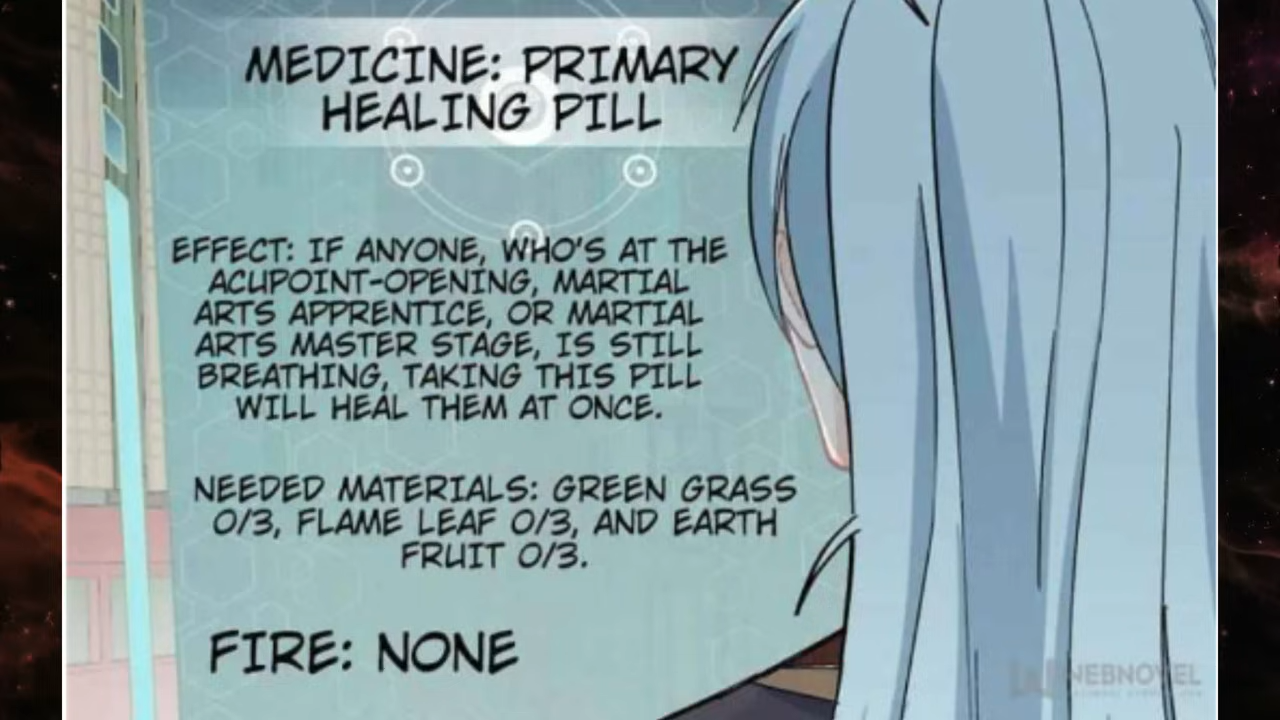 MEDICINE: PRIMARY
HEALING PILL
EFFECT: IF ANYONE, WHO'S AT THE
ACUPOINT-OPENING, MARTIAL
ARTS APPRENTICE, OR MARTIAL
ARTS MASTER STAGE, IS STILL
BREATHING, TAKING THIS PILL
WILL HEAL THEM AT ONCE.
NEEDED MATERIALS: GREEN GRASS
0/3, FLAME LEAF 0/3, AND EARTH
FRUIT 0/3.
FIRE: NONE